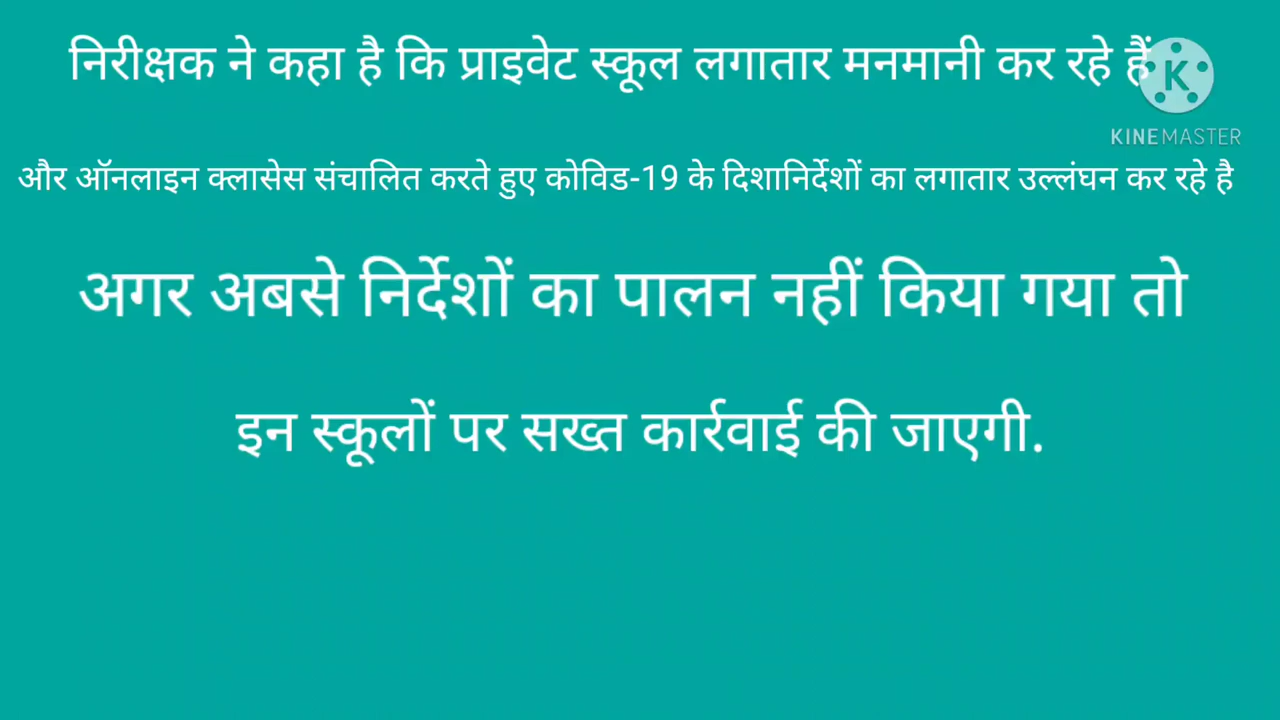 निरीक्षक ने कहा है कि प्राइवेट स्कूल लगातार मनमानी कर रहे हैं
K
KINEMASTER
और ऑनलाइन क्लासेस संचालित करते हुए कोविड-19 के दिशानिर्देशों का लगातार उल्लंघन कर रहे है
अगर अबसे निर्देशों का पालन नहीं किया गया तो
इन स्कूलों पर सख्त कार्रवाई की जाएगी.